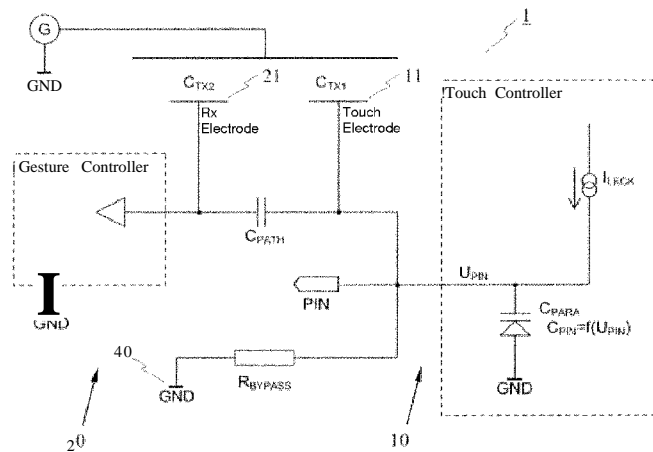 G
1
GND
C_TX2
21
C_TX1
11
Rx
Electrode
Touch
Electrode
Touch Controller
Gesture Controller
I_LECK
C_PATH
PIN
U_PIN
GND
C_PARA
C_PIN=f(U_PIN)
40
GND
R_BYPASS
GND
20
10